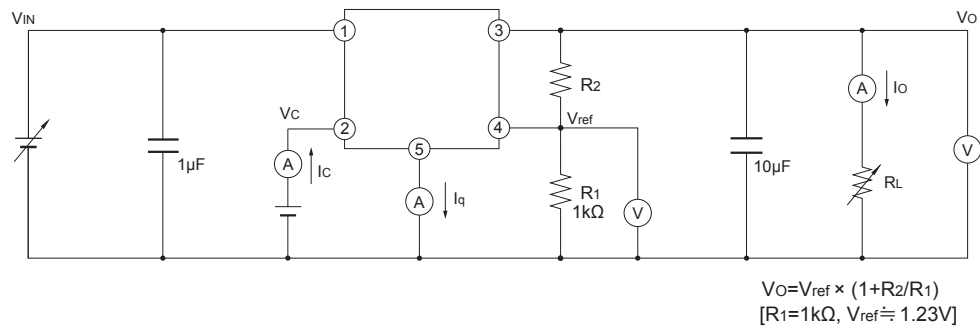 VIN
VO
1
3
A
IO
R2
VC
Vref
2
4
5
1µF
A
IC
A
Iq
R1
1kΩ
V
10µF
RL
V
VO=Vref × (1+R2/R1)
[R1=1kΩ, Vref≒1.23V]